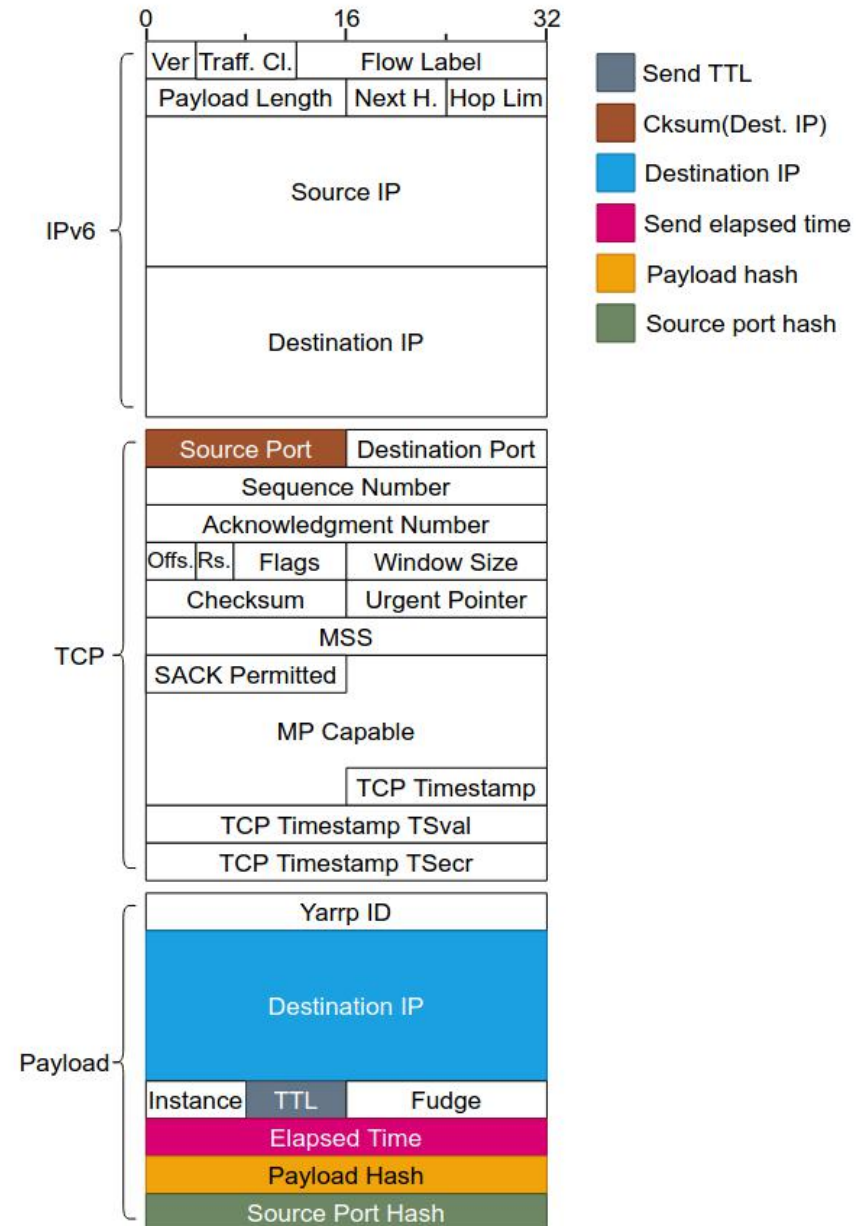 0 16 32
Ver Traff. Cl. Flow Label
Payload Length Next H. Hop Lim
Source IP
IPv6
Destination IP
Source Port Destination Port
Sequence Number
Acknowledgment Number
Offs. Rs. Flags Window Size
Checksum Urgent Pointer
MSS
TCP
SACK Permitted
MP Capable
TCP Timestamp
TCP Timestamp TSval
TCP Timestamp TSecr
Yarrp ID
Destination IP
Payload
Instance TTL Fudge
Elapsed Time
Payload Hash
Source Port Hash
Send TTL
Cksum(Dest. IP)
Destination IP
Send elapsed time
Payload hash
Source port hash